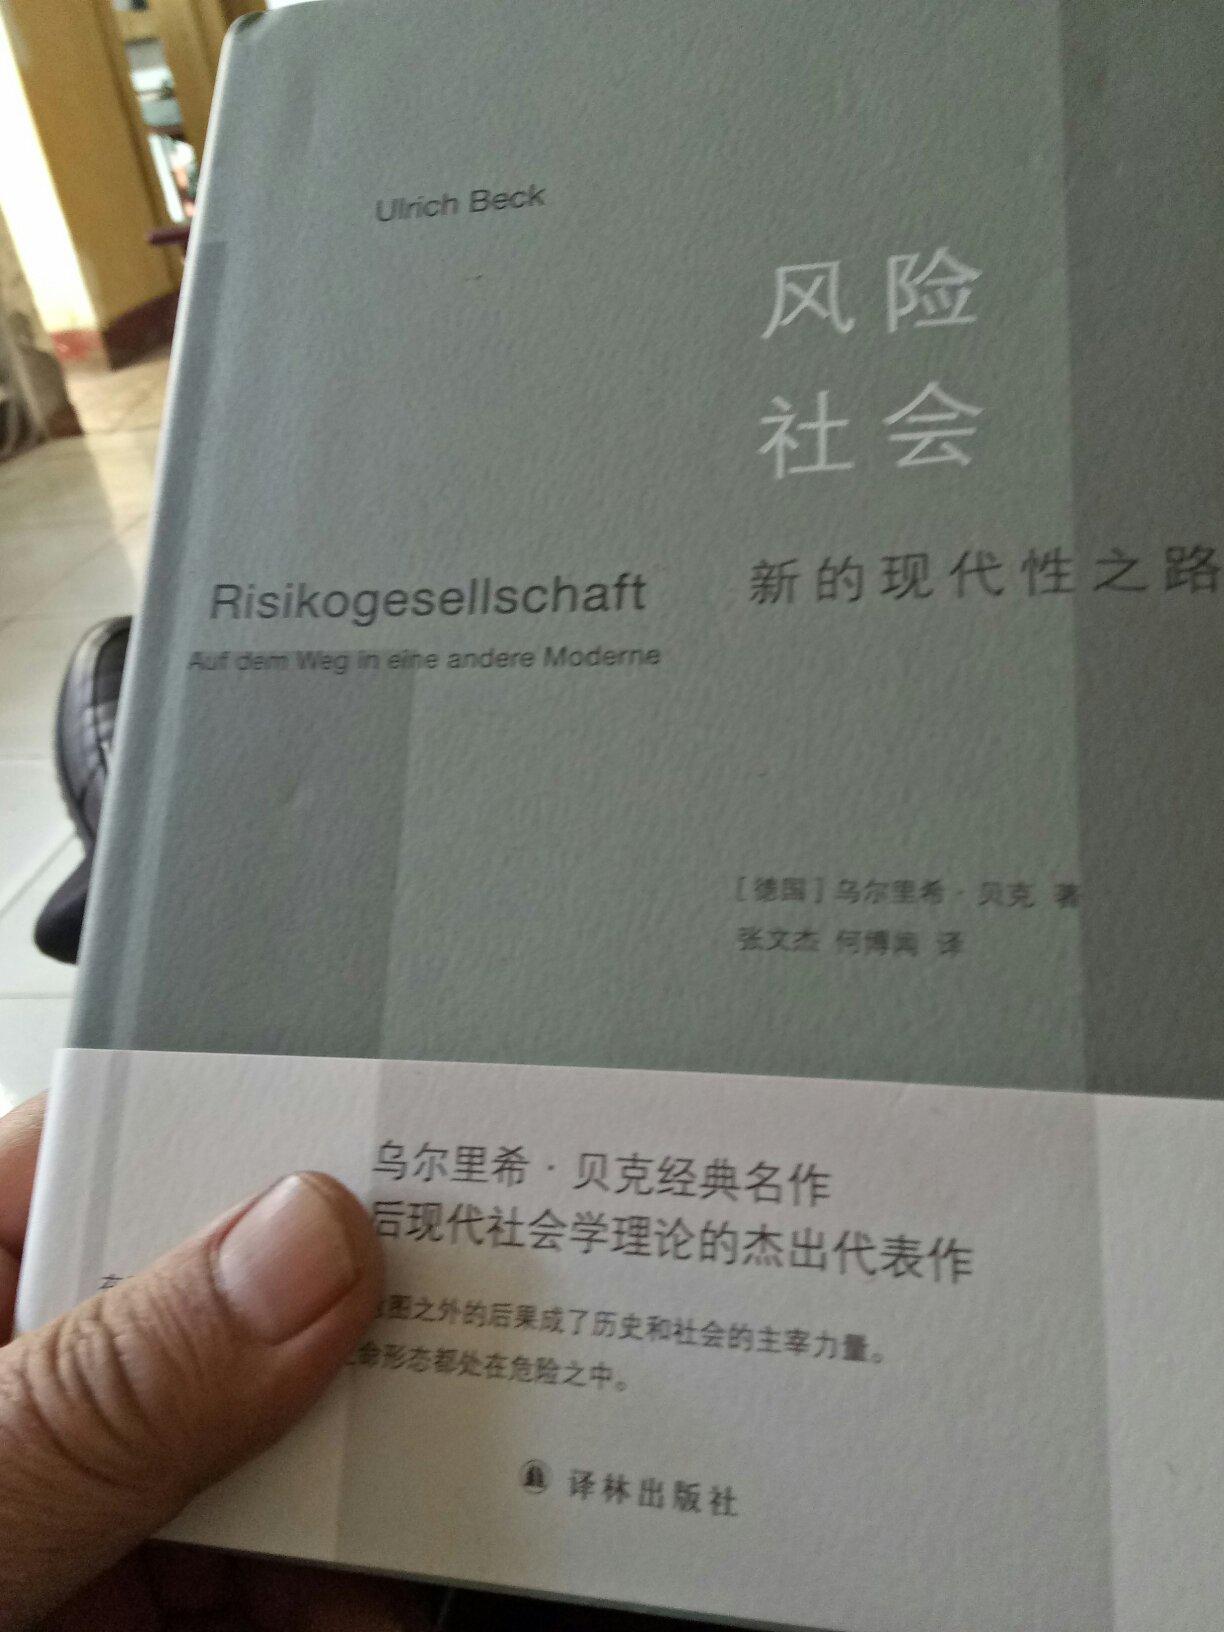 Ulrich Beck
风险
社会
Risikogesellschaft
Auf dem Weg in eine andere Moderne
新的现代性之路
[德国]乌尔里希·贝克 著
张文杰 何博闻 译
乌尔里希·贝克经典名作
后现代社会学理论的杰出代表作
图之外的后果成了历史和社会的主宰力量。
命形态都处在危险之中。
译林出版社